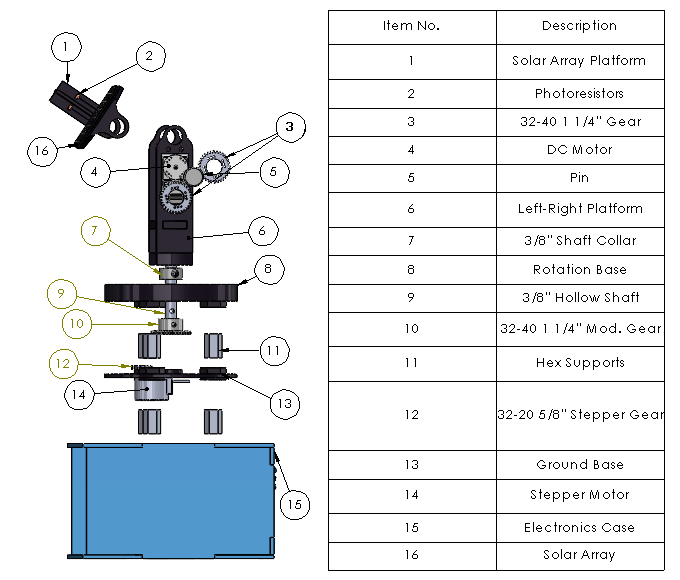 Item No. Description
1 Solar Array Platform
2 Photoresistors
3 32-40 1 1/4" Gear
4 DC Motor
5 Pin
6 Left-Right Platform
7 3/8" Shaft Collar
8 Rotation Base
9 3/8" Hollow Shaft
10 32-40 1 1/4" Mod. Gear
11 Hex Supports
12 32-20 5/8" Stepper Gear
13 Ground Base
14 Stepper Motor
15 Electronics Case
16 Solar Array
1
2
3
16
4
5
6
7
8
9
10
11
12
14
13
15